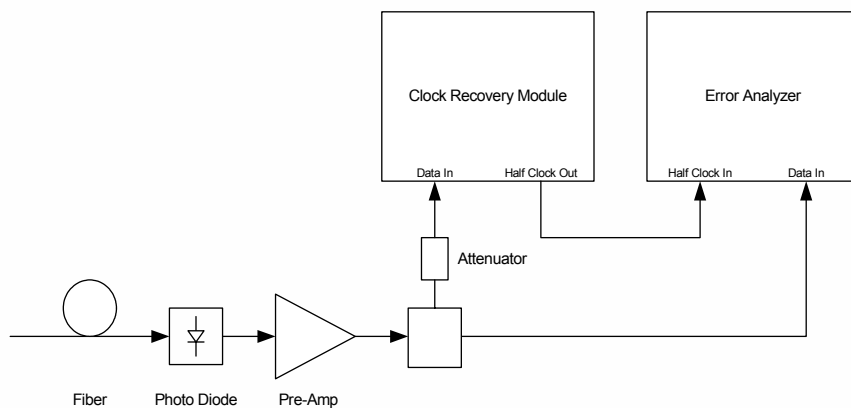 Clock Recovery Module
Error Analyzer
Data In
Half Clock Out
Half Clock In
Data In
Attenuator
Fiber
Photo Diode
Pre-Amp